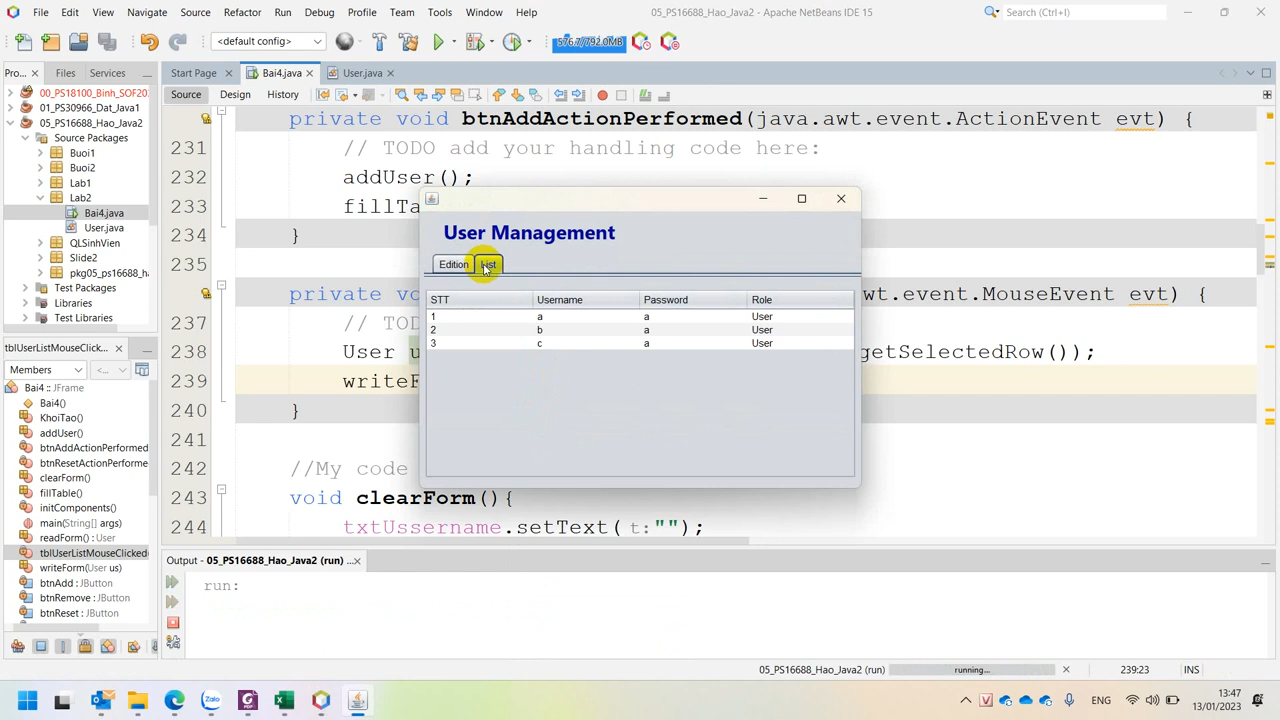 File Edit View Navigate Source Refactor Run Debug Profile Team Tools Window Help
05_PS16688_Hao_Java2 - Apache NetBeans IDE 15
Search (Ctrl+I)
<default config>
576.7/792.0MB
Pro... Files Services
Start Page Bai4.java User.java
Source Design History
00_PS18100_Binh_SOF20
01_PS30966_Dat_Java1
05_PS16688_Hao_Java2
Source Packages
Buoi1
Buoi2
Lab1
Lab2
Bai4.java
User.java
QLSinhVien
Slide2
pkg05_ps16688_h
Test Packages
Libraries
Test Libraries
private void btnAddActionPerformed(java.awt.event.ActionEvent evt) {
231 // TODO add your handling code here:
232 addUser();
233 fillTa
234 }
235
private vo wt.event.MouseEvent evt) {
237 // TOD
238 User u getSelectedRow());
239 writeF
240 }
241
242 //My code
243 void clearForm(){
244 txtUssername.setText(t:"");
User Management
Edition List
STT Username Password Role
1 a a User
2 b a User
3 c a User
tblUserListMouseClick...
Members <...
Bai4 :: JFrame
Bai4()
KhoiTao()
addUser()
btnAddActionPerformed
btnResetActionPerforme
clearForm()
fillTable()
initComponents()
main(String[] args)
readForm() : User
tblUserListMouseClicked
writeForm(User us)
btnAdd : JButton
btnRemove : JButton
btnReset : JButton
Output - 05_PS16688_Hao_Java2 (run) ...
run:
05_PS16688_Hao_Java2 (run) running... 239:23 INS
Zalo
ENG
13:47
13/01/2023